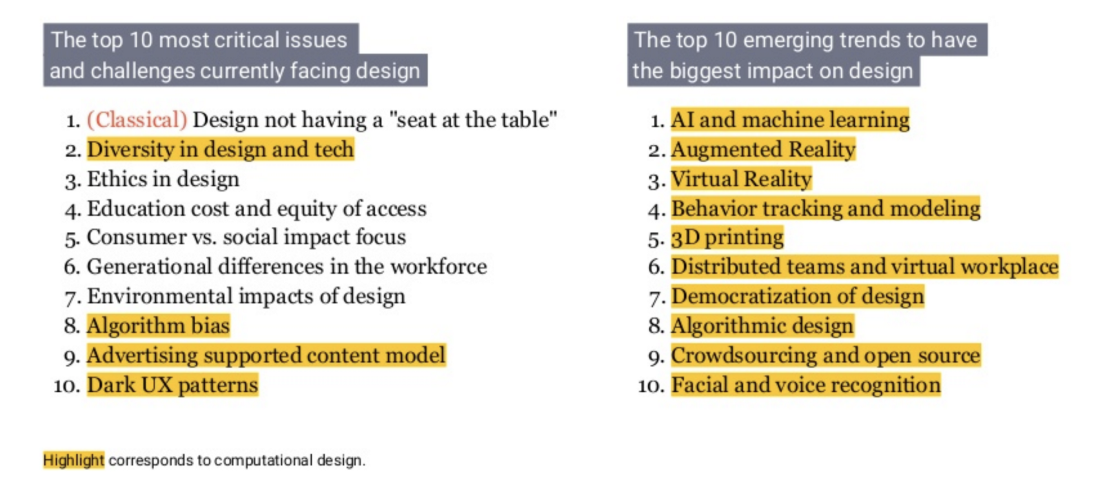 The top 10 most critical issues
and challenges currently facing design
1. (Classical) Design not having a "seat at the table"
2. Diversity in design and tech
3. Ethics in design
4. Education cost and equity of access
5. Consumer vs. social impact focus
6. Generational differences in the workforce
7. Environmental impacts of design
8. Algorithm bias
9. Advertising supported content model
10. Dark UX patterns
The top 10 emerging trends to have
the biggest impact on design
1. AI and machine learning
2. Augmented Reality
3. Virtual Reality
4. Behavior tracking and modeling
5. 3D printing
6. Distributed teams and virtual workplace
7. Democratization of design
8. Algorithmic design
9. Crowdsourcing and open source
10. Facial and voice recognition
Highlight corresponds to computational design.